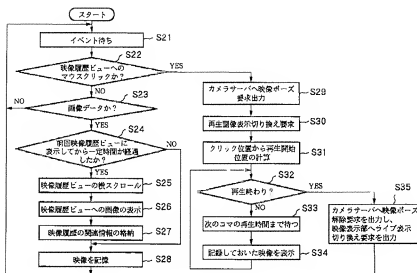 スタート
イベント待ち
S21
映像履歴ビューへの
マウスクリックか？
S22
YES
NO
画像データか？
S23
NO
YES
前回映像履歴ビューに
表示してから一定時間が経過
したか？
S24
NO
YES
映像履歴ビューの横スクロール
S25
映像履歴ビューへの画像の表示
S26
映像履歴の関連情報の格納
S27
映像を記録
S28
カメラサーバへ映像ポーズ
要求出力
S29
再生画像表示切り換え要求
S30
クリック位置から再生開始
位置の計算
S31
再生終わり？
S32
YES
NO
次のコマの再生時間まで待つ
S33
記録しておいた映像を表示
S34
カメラサーバへ映像ポーズ
解除要求を出力し、
映像表示部へライブ表示
切り換え要求を出力
S35